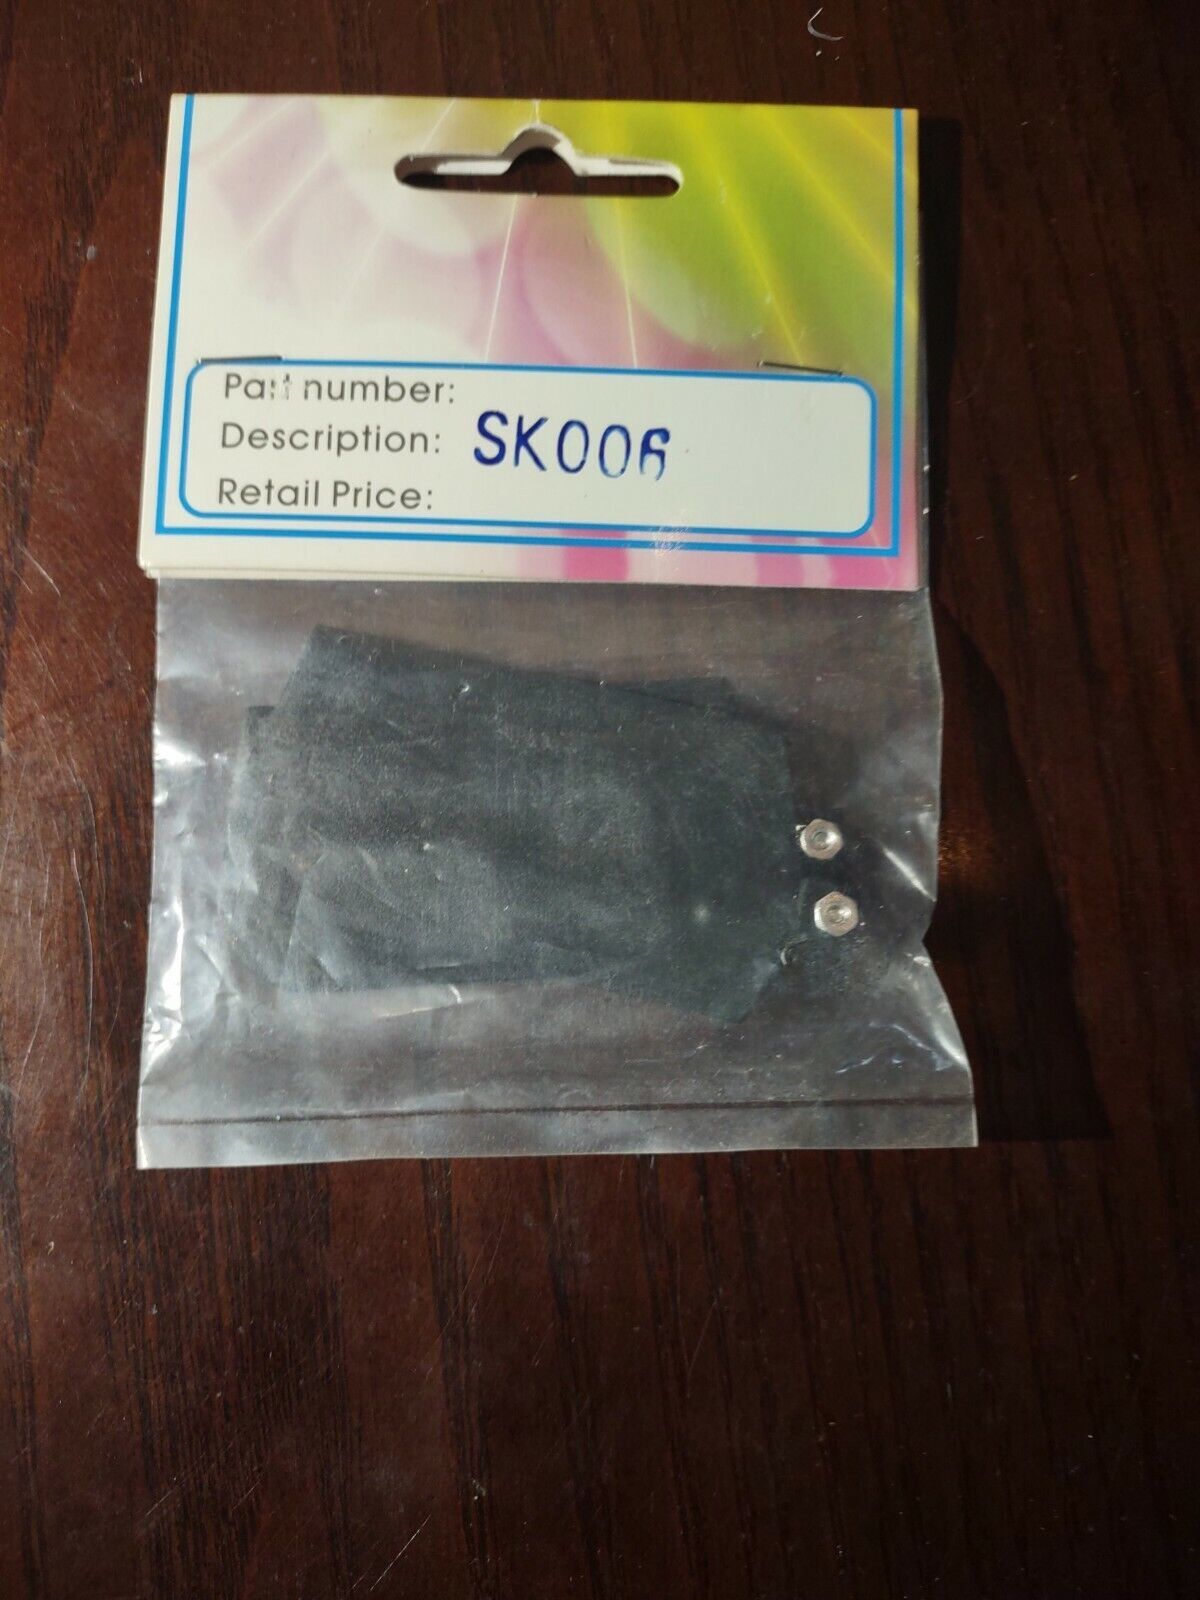 Part number:
Description: SK006
Retail Price: